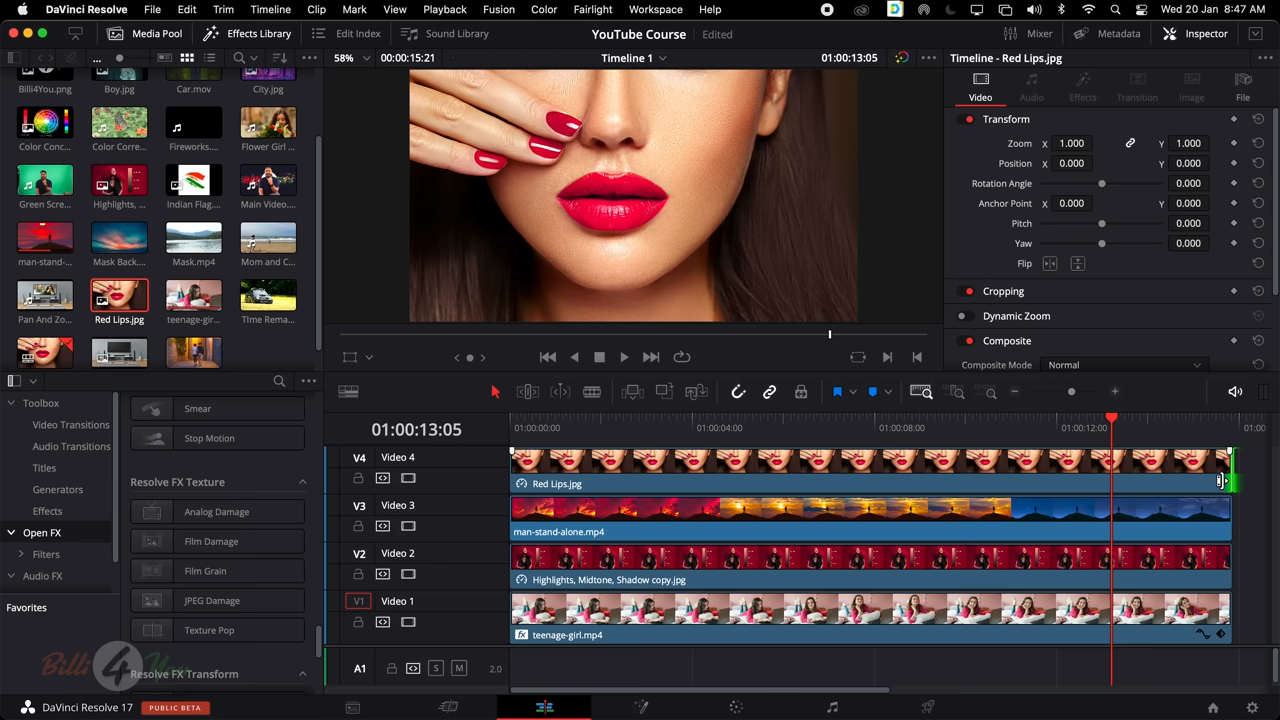 DaVinci Resolve File Edit Trim Timeline Clip Mark View Playback Fusion Color Fairlight Workspace Help Wed 20 Jan 8:47 AM
Media Pool Effects Library Edit Index Sound Library YouTube Course Edited Mixer Metadata Inspector
... 58% 00:00:15:21 Timeline 1 01:00:13:05 Timeline - Red Lips.jpg
Billi4You.png Boy.jpg Car.mov City.jpg
Color Conc... Color Corre... Fireworks.... Flower Girl ...
Green Scre... Highlights, ... Indian Flag.... Main Video....
man-stand-... Mask Back.... Mask.mp4 Mom and C...
Pan And Zo... Red Lips.jpg teenage-gir... TIme Rema...
Video Audio Effects Transition Image File
Transform
Zoom X 1.000 Y 1.000
Position X 0.000 Y 0.000
Rotation Angle 0.000
Anchor Point X 0.000 Y 0.000
Pitch 0.000
Yaw 0.000
Flip
Cropping
Dynamic Zoom
Composite
Composite Mode Normal
Toolbox
Video Transitions
Audio Transitions
Titles
Generators
Effects
Open FX
Filters
Audio FX
Favorites
Smear
Stop Motion
Resolve FX Texture
Analog Damage
Film Damage
Film Grain
JPEG Damage
Texture Pop
Resolve FX Transform
01:00:13:05 01:00:00:00 01:00:04:00 01:00:08:00 01:00:12:00 01:00
V4 Video 4
Red Lips.jpg
V3 Video 3
man-stand-alone.mp4
V2 Video 2
Highlights, Midtone, Shadow copy.jpg
V1 Video 1
fx teenage-girl.mp4
A1 S M 2.0
Billi4You
DaVinci Resolve 17 PUBLIC BETA